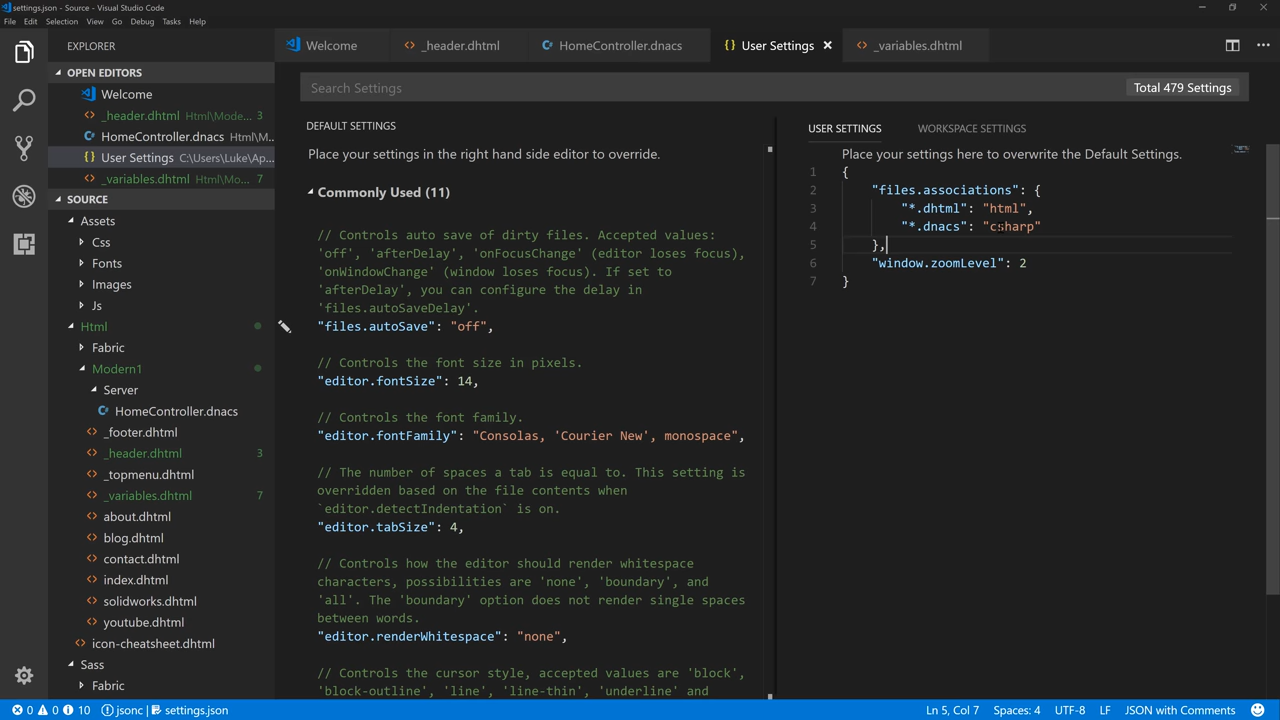 settings.json - Source - Visual Studio Code
File Edit Selection View Go Debug Tasks Help
EXPLORER
OPEN EDITORS
Welcome
_header.dhtml Html\Mode... 3
HomeController.dnacs Html\M...
User Settings C:\Users\Luke\Ap...
_variables.dhtml Html\Mo... 7
SOURCE
Assets
Css
Fonts
Images
Js
Html
Fabric
Modern1
Server
HomeController.dnacs
_footer.dhtml
_header.dhtml 3
_topmenu.dhtml
_variables.dhtml 7
about.dhtml
blog.dhtml
contact.dhtml
index.dhtml
solidworks.dhtml
youtube.dhtml
icon-cheatsheet.dhtml
Sass
Fabric
Welcome
_header.dhtml
HomeController.dnacs
User Settings
_variables.dhtml
Search Settings
Total 479 Settings
DEFAULT SETTINGS
Place your settings in the right hand side editor to override.
Commonly Used (11)
// Controls auto save of dirty files. Accepted values:
'off', 'afterDelay', 'onFocusChange' (editor loses focus),
'onWindowChange' (window loses focus). If set to
'afterDelay', you can configure the delay in
'files.autoSaveDelay'.
"files.autoSave": "off",
// Controls the font size in pixels.
"editor.fontSize": 14,
// Controls the font family.
"editor.fontFamily": "Consolas, 'Courier New', monospace",
// The number of spaces a tab is equal to. This setting is
overridden based on the file contents when
`editor.detectIndentation` is on.
"editor.tabSize": 4,
// Controls how the editor should render whitespace
characters, possibilities are 'none', 'boundary', and
'all'. The 'boundary' option does not render single spaces
between words.
"editor.renderWhitespace": "none",
// Controls the cursor style, accepted values are 'block',
'block-outline', 'line', 'line-thin', 'underline' and
USER SETTINGS
WORKSPACE SETTINGS
Place your settings here to overwrite the Default Settings.
1 {
2 "files.associations": {
3 "*.dhtml": "html",
4 "*.dnacs": "csharp"
5 },
6 "window.zoomLevel": 2
7 }
0 0 10 jsonc settings.json
Ln 5, Col 7 Spaces: 4 UTF-8 LF JSON with Comments